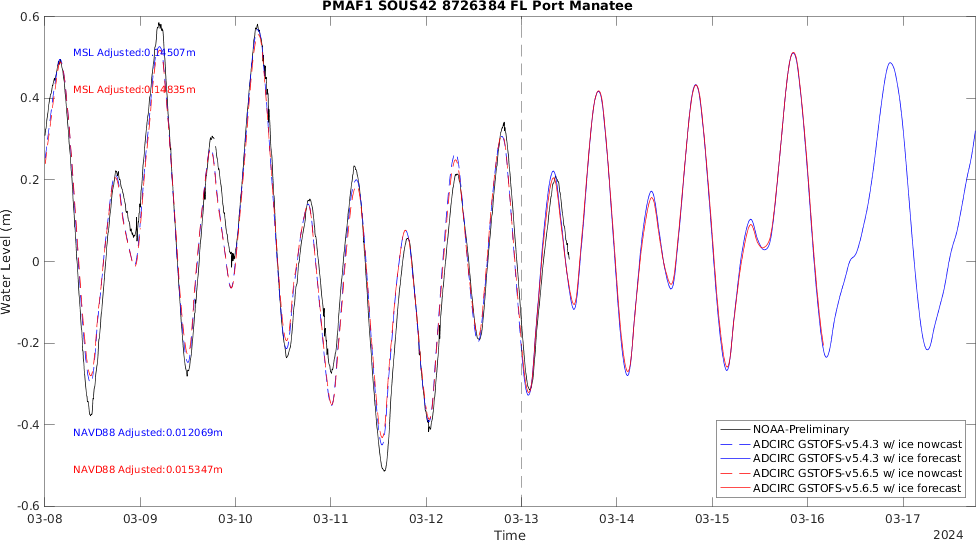 PMAF1 SOUS42 8726384 FL Port Manatee
0.6
0.4
0.2
0
-0.2
-0.4
-0.6
Water Level (m)
MSL Adjusted:0.14507m
MSL Adjusted:0.14835m
NAVD88 Adjusted:0.012069m
NAVD88 Adjusted:0.015347m
NOAA-Preliminary
ADCIRC GSTOFS-v5.4.3 w/ ice nowcast
ADCIRC GSTOFS-v5.4.3 w/ ice forecast
ADCIRC GSTOFS-v5.6.5 w/ ice nowcast
ADCIRC GSTOFS-v5.6.5 w/ ice forecast
03-08 03-09 03-10 03-11 03-12 03-13 03-14 03-15 03-16 03-17
Time
2024